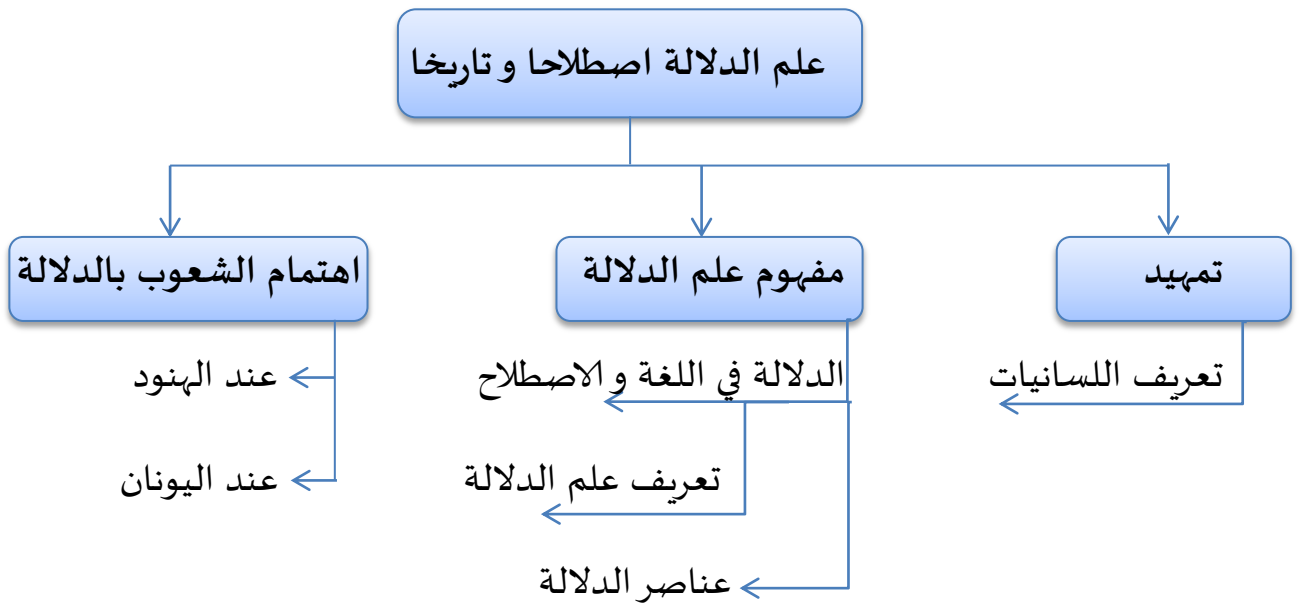 علم الدلالة اصطلاحا و تاريخا
تمهيد
مفهوم علم الدلالة
اهتمام الشعوب بالدلالة
تعريف اللسانيات
الدلالة في اللغة و الاصطلاح
عند الهنود
تعريف علم الدلالة
عند اليونان
عناصر الدلالة